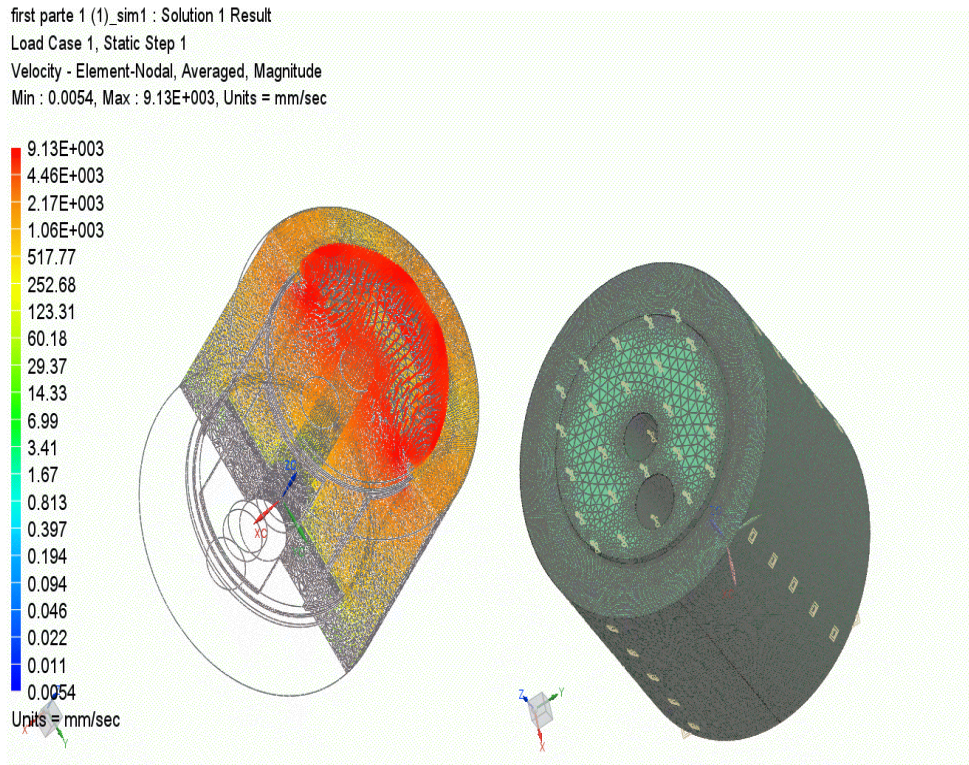 first parte 1 (1)_sim1 : Solution 1 Result
Load Case 1, Static Step 1
Velocity - Element-Nodal, Averaged, Magnitude
Min : 0.0054, Max : 9.13E+003, Units = mm/sec
9.13E+003
4.46E+003
2.17E+003
1.06E+003
517.77
252.68
123.31
60.18
29.37
14.33
6.99
3.41
1.67
0.813
0.397
0.194
0.094
0.046
0.022
0.011
0.0054
Units = mm/sec
XC
X
Y
Z
Y
X